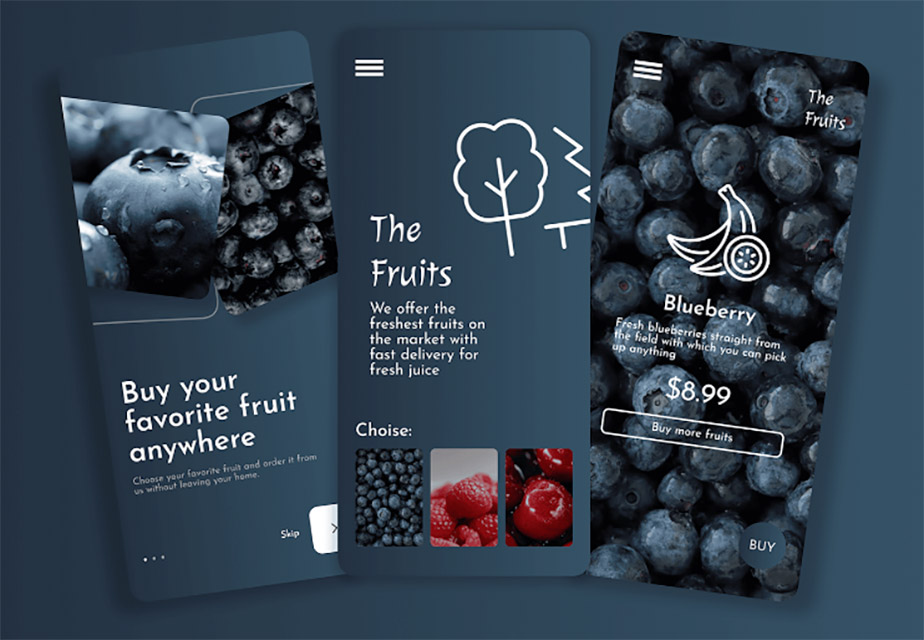 Buy your
favorite fruit
anywhere
Choose your favorite fruit and order it from
us without leaving your home.
Skip
The
Fruits
We offer the
freshest fruits on
the market with
fast delivery for
fresh juice
Choise:
The
Fruits
Blueberry
Fresh blueberries straight from
the field with which you can pick
up anything
$8.99
Buy more fruits
BUY